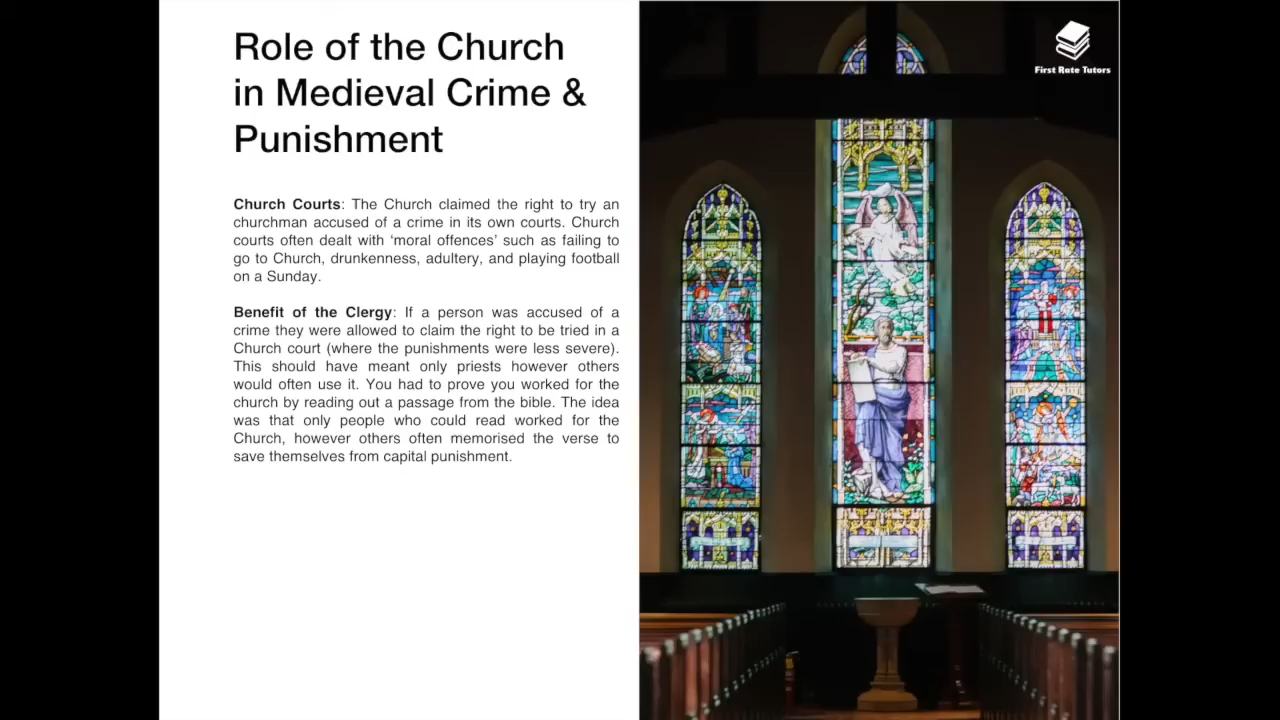 Role of the Church
in Medieval Crime &
Punishment
Church Courts: The Church claimed the right to try an
churchman accused of a crime in its own courts. Church
courts often dealt with ‘moral offences’ such as failing to
go to Church, drunkenness, adultery, and playing football
on a Sunday.
Benefit of the Clergy: If a person was accused of a
crime they were allowed to claim the right to be tried in a
Church court (where the punishments were less severe).
This should have meant only priests however others
would often use it. You had to prove you worked for the
church by reading out a passage from the bible. The idea
was that only people who could read worked for the
Church, however others often memorised the verse to
save themselves from capital punishment.
First Rate Tutors